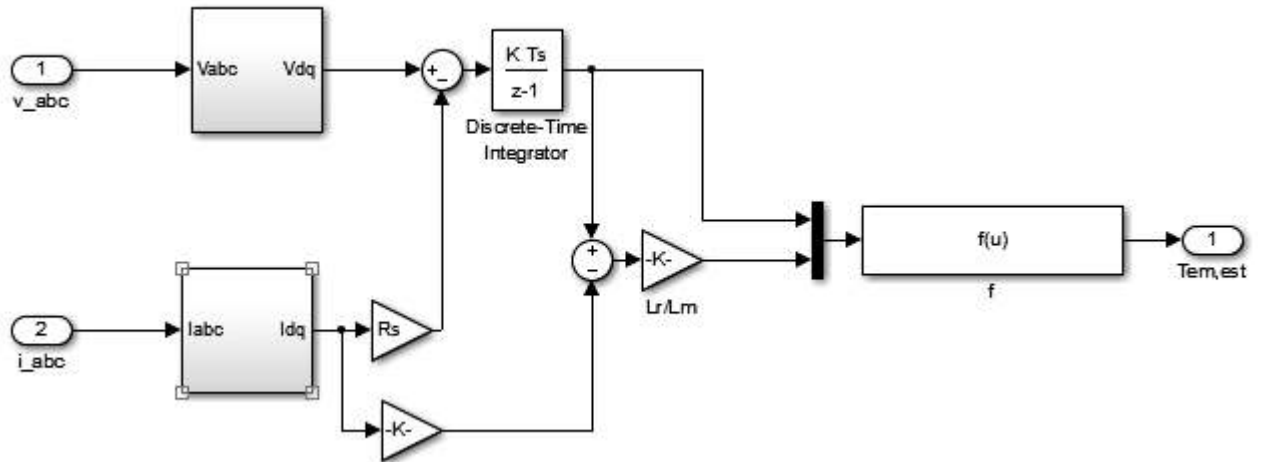 1
v_abc
Vabc
Vdq
K Ts
z-1
Discrete-Time
Integrator
-K-
Lr/Lm
f(u)
f
1
Tem,est
2
i_abc
Iabc
Idq
Rs
-K-